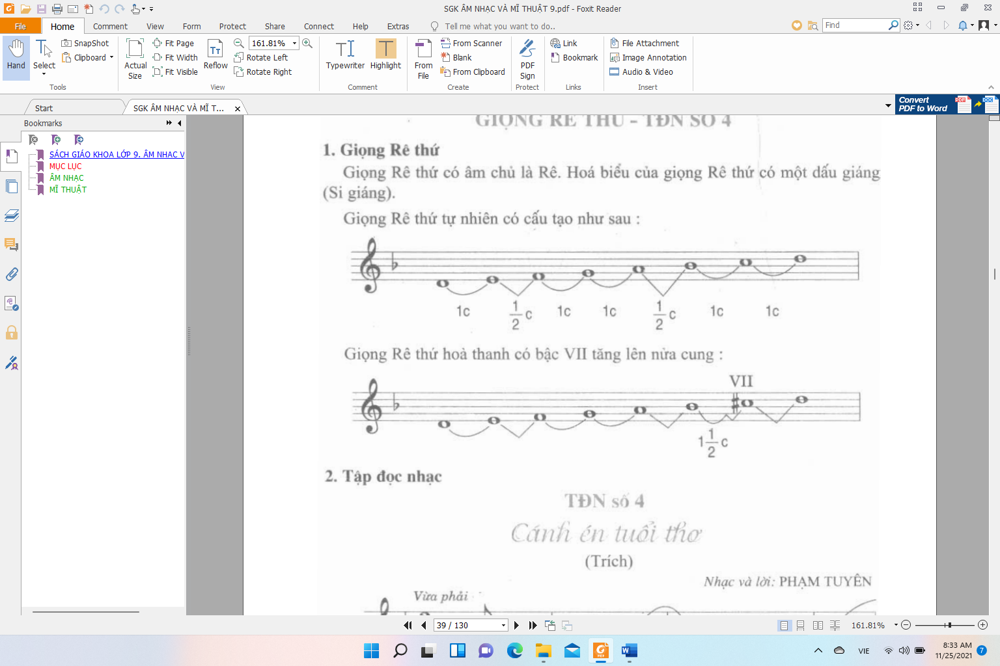 SGK ÂM NHẠC VÀ MĨ THUẬT 9.pdf - Foxit Reader
File Home Comment View Form Protect Share Connect Help Extras Tell me what you want to do.. Find
Hand
Select
SnapShot
Clipboard
Tools
Actual Size
Fit Page
Fit Width
Fit Visible
Reflow
161.81%
Rotate Left
Rotate Right
View
Typewriter
Highlight
Comment
From File
From Scanner
Blank
From Clipboard
Create
PDF Sign
Protect
Link
Bookmark
Links
File Attachment
Image Annotation
Audio & Video
Insert
Start
SGK ÂM NHẠC VÀ MĨ T...
Convert
PDF to Word
Bookmarks
SÁCH GIÁO KHOA LỚP 9. ÂM NHẠC V
MỤC LỤC
ÂM NHẠC
MĨ THUẬT
GIỌNG RÊ THỨ - TĐN SỐ 4
1. Giọng Rê thứ
Giọng Rê thứ có âm chủ là Rê. Hoá biểu của giọng Rê thứ có một dấu giáng
(Si giáng).
Giọng Rê thứ tự nhiên có cấu tạo như sau :
1c 1/2 c 1c 1c 1/2 c 1c 1c
Giọng Rê thứ hoà thanh có bậc VII tăng lên nửa cung :
VII
1 1/2 c
2. Tập đọc nhạc
TĐN số 4
Cánh én tuổi thơ
(Trích)
Nhạc và lời: PHẠM TUYÊN
Vừa phải
39 / 130
161.81%
VIE
8:33 AM
11/25/2021
7